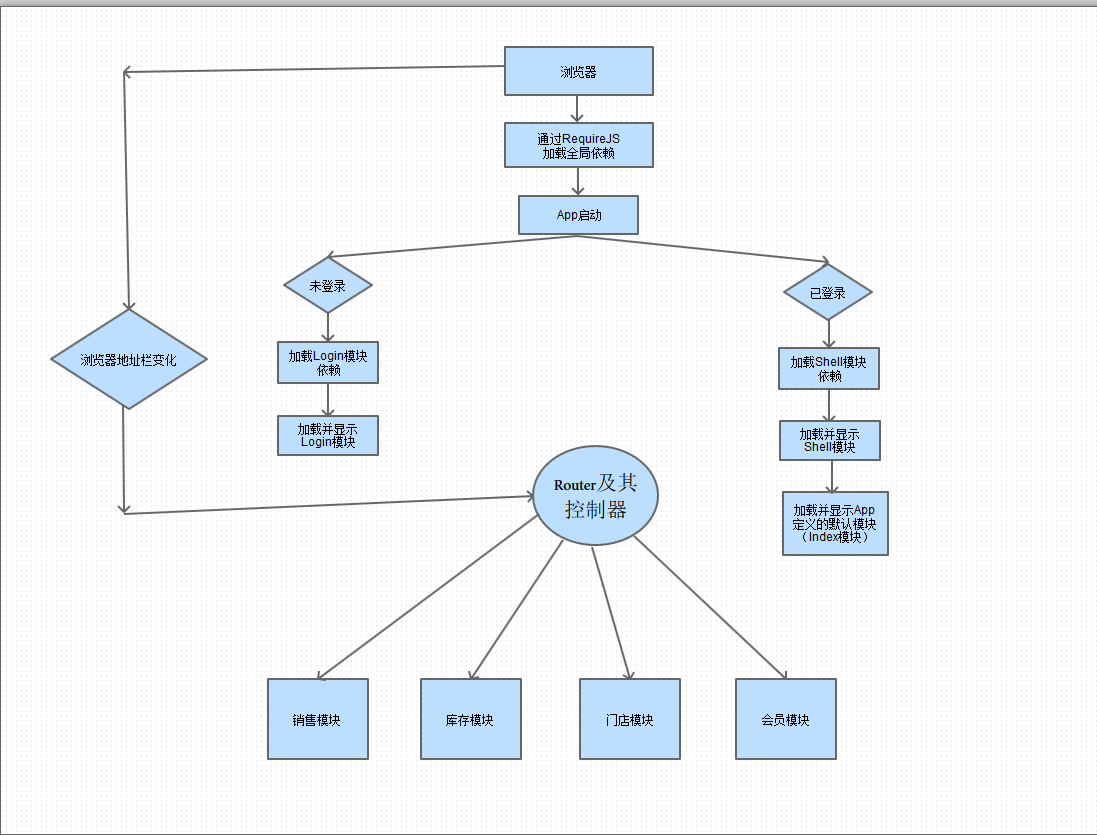 浏览器
通过RequireJS
加载全局依赖
App启动
未登录
已登录
浏览器地址栏变化
加载Login模块
依赖
加载Shell模块
依赖
加载并显示
Login模块
加载并显示
Shell模块
Router及其
控制器
加载并显示App
定义的默认模块
（Index模块）
销售模块
库存模块
门店模块
会员模块